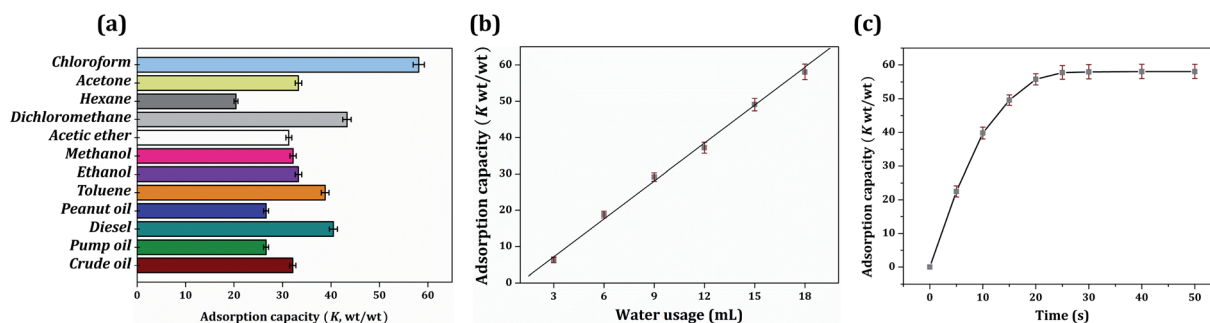 (a)
Chloroform
Acetone
Hexane
Dichloromethane
Acetic ether
Methanol
Ethanol
Toluene
Peanut oil
Diesel
Pump oil
Crude oil
0 10 20 30 40 50 60
Adsorption capacity ( K, wt/wt)
(b)
Adsorption capacity ( K wt/wt)
60
50
40
30
20
10
0
3 6 9 12 15 18
Water usage (mL)
(c)
Adsorption capacity ( K wt/wt)
60
50
40
30
20
10
0
0 10 20 30 40 50
Time (s)